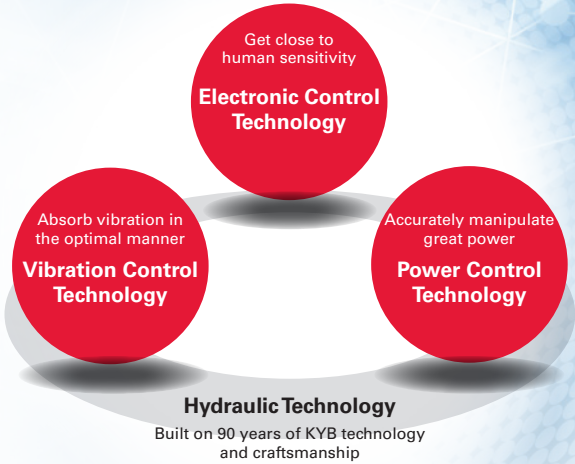 Get close to
human sensitivity
Electronic Control
Technology
Absorb vibration in
the optimal manner
Vibration Control
Technology
Accurately manipulate
great power
Power Control
Technology
Hydraulic Technology
Built on 90 years of KYB technology
and craftsmanship